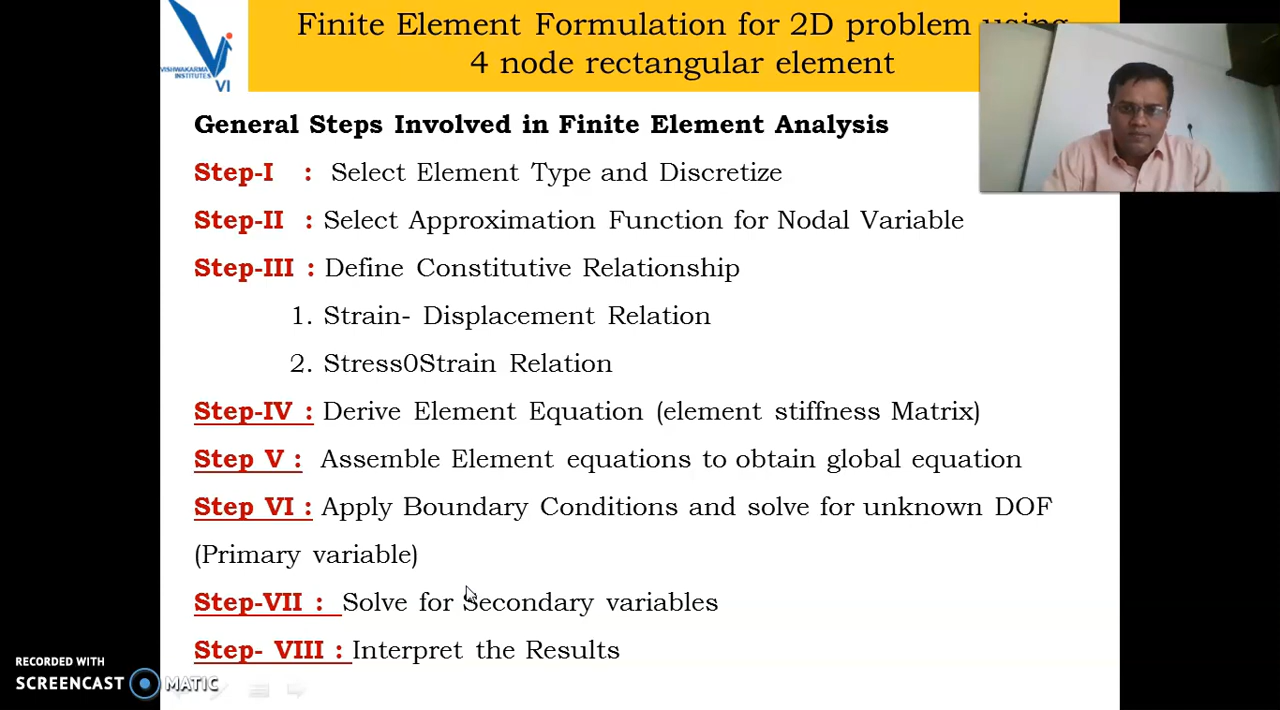 Finite Element Formulation for 2D problem using
4 node rectangular element
VISHWAKARMA
INSTITUTES
VI
General Steps Involved in Finite Element Analysis
Step-I : Select Element Type and Discretize
Step-II : Select Approximation Function for Nodal Variable
Step-III : Define Constitutive Relationship
1. Strain- Displacement Relation
2. Stress0Strain Relation
Step-IV : Derive Element Equation (element stiffness Matrix)
Step V : Assemble Element equations to obtain global equation
Step VI : Apply Boundary Conditions and solve for unknown DOF
(Primary variable)
Step-VII : Solve for Secondary variables
Step- VIII : Interpret the Results
RECORDED WITH
SCREENCAST MATIC